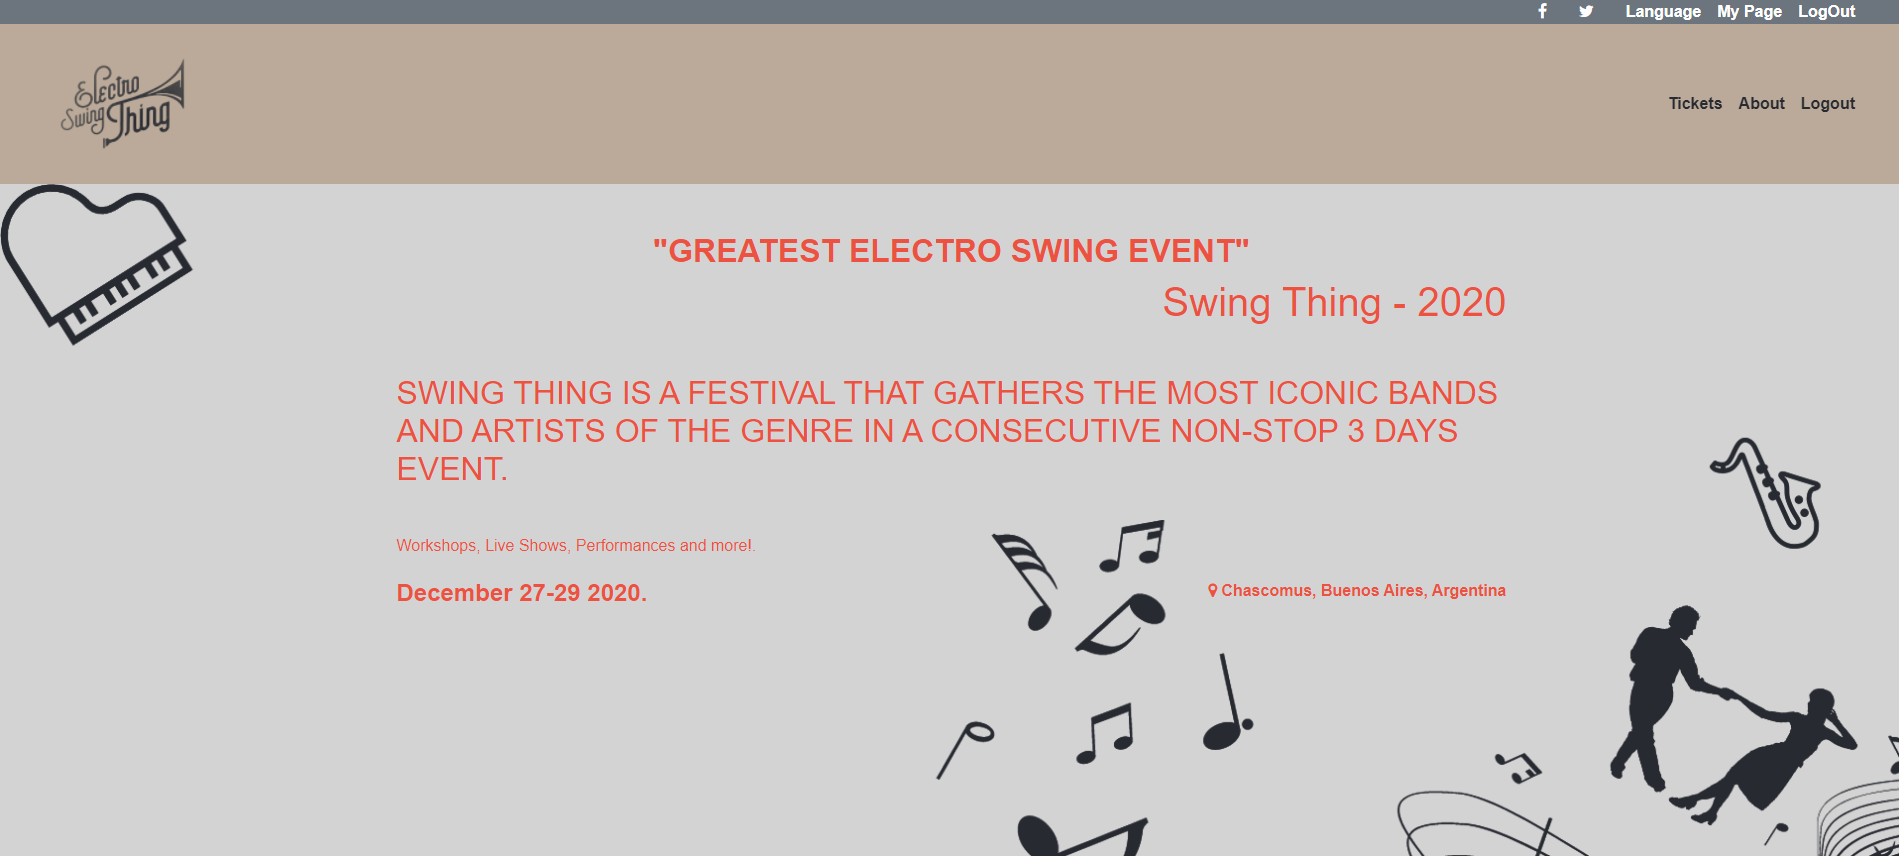 Language My Page LogOut
Electro
Swing Thing
Tickets About Logout
"GREATEST ELECTRO SWING EVENT"
Swing Thing - 2020
SWING THING IS A FESTIVAL THAT GATHERS THE MOST ICONIC BANDS
AND ARTISTS OF THE GENRE IN A CONSECUTIVE NON-STOP 3 DAYS
EVENT.
Workshops, Live Shows, Performances and more!.
December 27-29 2020.
Chascomus, Buenos Aires, Argentina